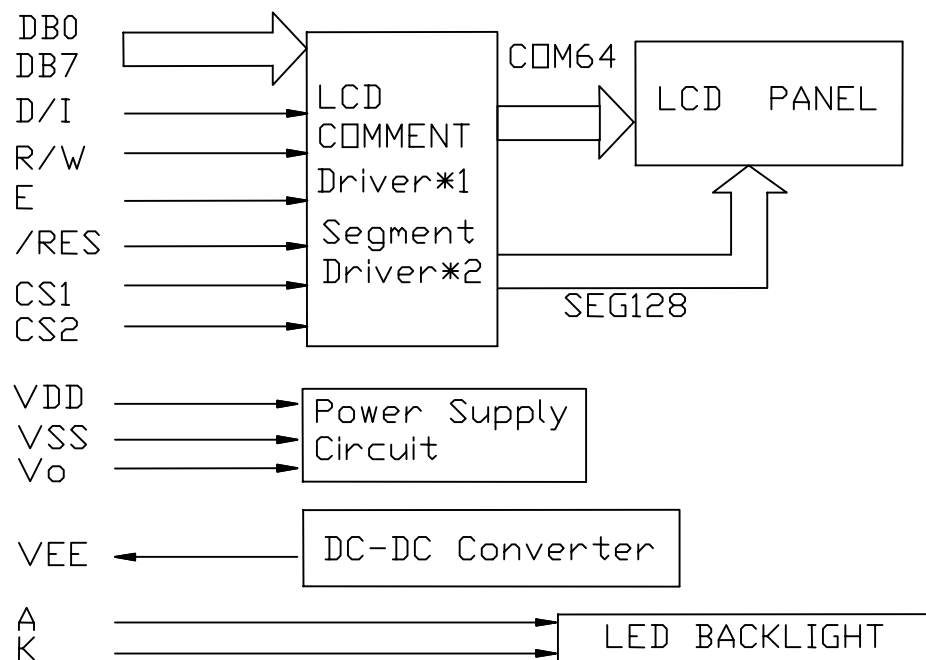 DB0
DB7
D/I
R/W
E
/RES
CS1
CS2
LCD
COMMENT
Driver*1
Segment
Driver*2
COM64
SEG128
LCD PANEL
VDD
VSS
Vo
Power Supply
Circuit
VEE
DC-DC Converter
A
K
LED BACKLIGHT